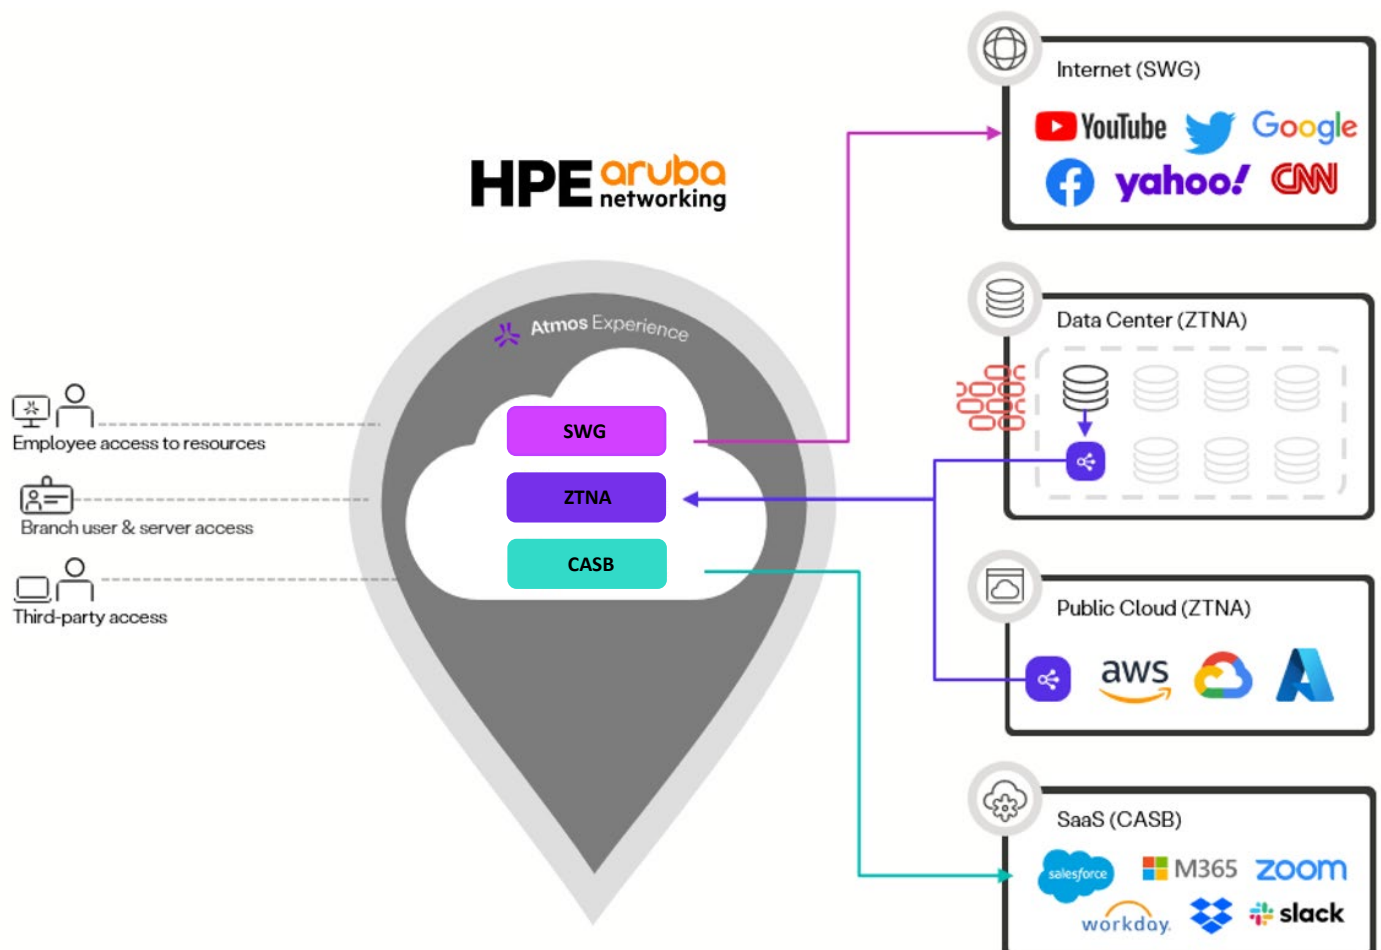 HPE aruba
networking
Atmos Experience
SWG
ZTNA
CASB
Employee access to resources
Branch user & server access
Third-party access
Internet (SWG)
YouTube Google
yahoo! CNN
Data Center (ZTNA)
Public Cloud (ZTNA)
aws
SaaS (CASB)
salesforce M365 zoom
workday. slack